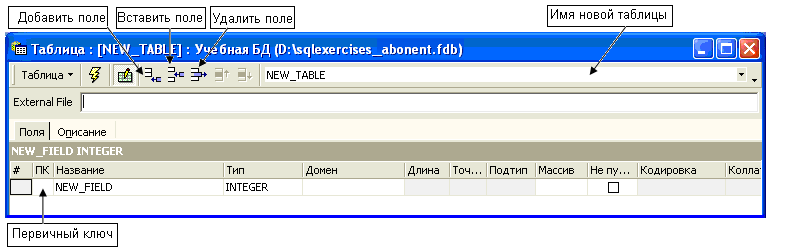 Добавить поле Вставить поле Удалить поле Имя новой таблицы
Таблица : [NEW_TABLE] : Учебная БД (D:\sqlexercises_abonent.fdb)
Таблица NEW_TABLE
External File
Поля Описание
NEW_FIELD INTEGER
# ПК Название Тип Домен Длина Точ... Подтип Массив Не пу... Кодировка Коллат
NEW_FIELD INTEGER
Первичный ключ